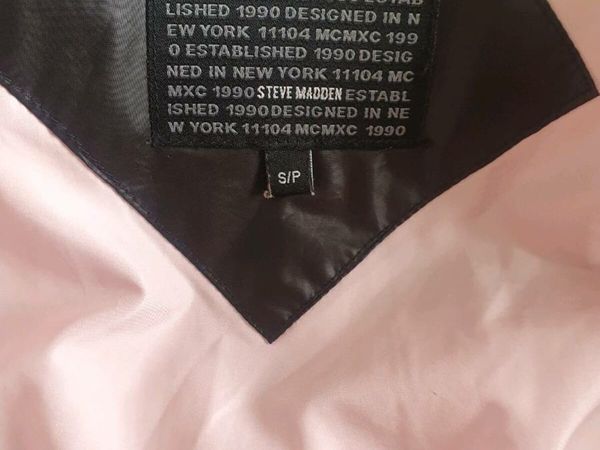 LISHED 1990 DESIGNED IN N
EW YORK 11104 MCMXC 199
0 ESTABLISHED 1990 DESIG
NED IN NEW YORK 11104 MC
MXC 1990 STEVE MADDEN ESTABL
ISHED 1990 DESIGNED IN NE
W YORK 11104 MCMXC 1990
S/P